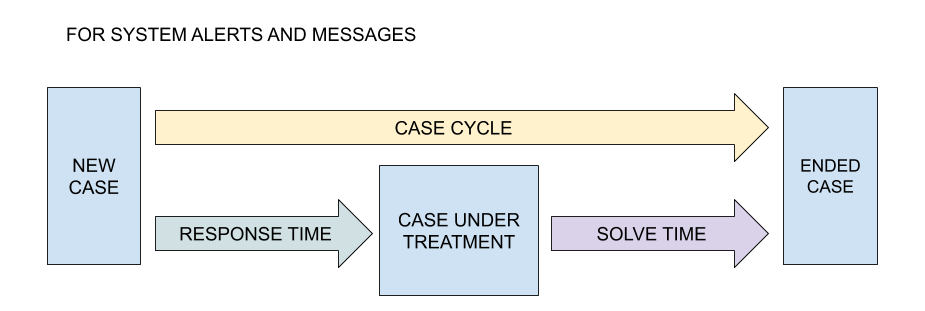 FOR SYSTEM ALERTS AND MESSAGES
NEW
CASE
CASE CYCLE
ENDED
CASE
RESPONSE TIME
CASE UNDER
TREATMENT
SOLVE TIME